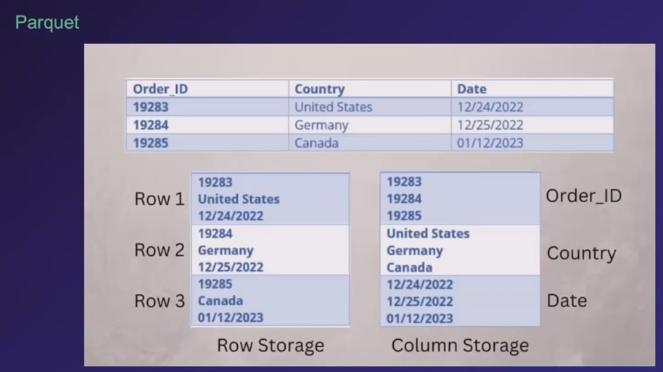 Parquet
Order_ID Country Date
19283 United States 12/24/2022
19284 Germany 12/25/2022
19285 Canada 01/12/2023
Row 1
19283
United States
12/24/2022
Row 2
19284
Germany
12/25/2022
Row 3
19285
Canada
01/12/2023
Row Storage
19283
19284
19285
Order_ID
United States
Germany
Canada
Country
12/24/2022
12/25/2022
01/12/2023
Date
Column Storage